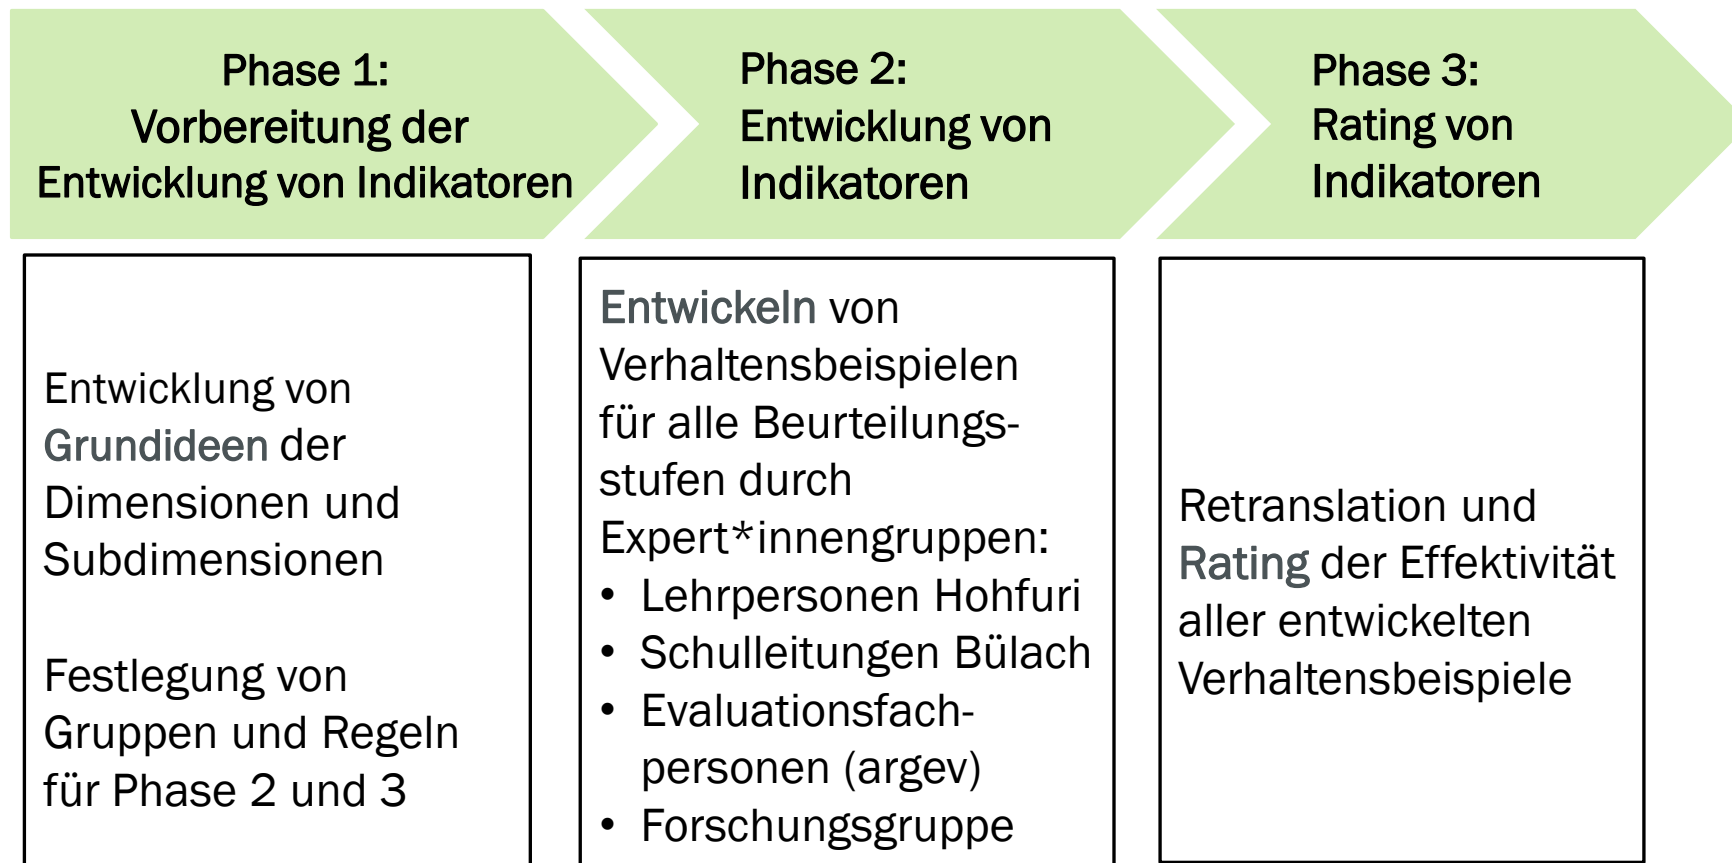 Phase 1:
Vorbereitung der
Entwicklung von Indikatoren
Phase 2:
Entwicklung von
Indikatoren
Phase 3:
Rating von
Indikatoren
Entwicklung von
Grundideen der
Dimensionen und
Subdimensionen
Festlegung von
Gruppen und Regeln
für Phase 2 und 3
Entwickeln von
Verhaltensbeispielen
für alle Beurteilungs-
stufen durch
Expert*innengruppen:
• Lehrpersonen Hohfuri
• Schulleitungen Bülach
• Evaluationsfach-
personen (argev)
• Forschungsgruppe
Retranslation und
Rating der Effektivität
aller entwickelten
Verhaltensbeispiele